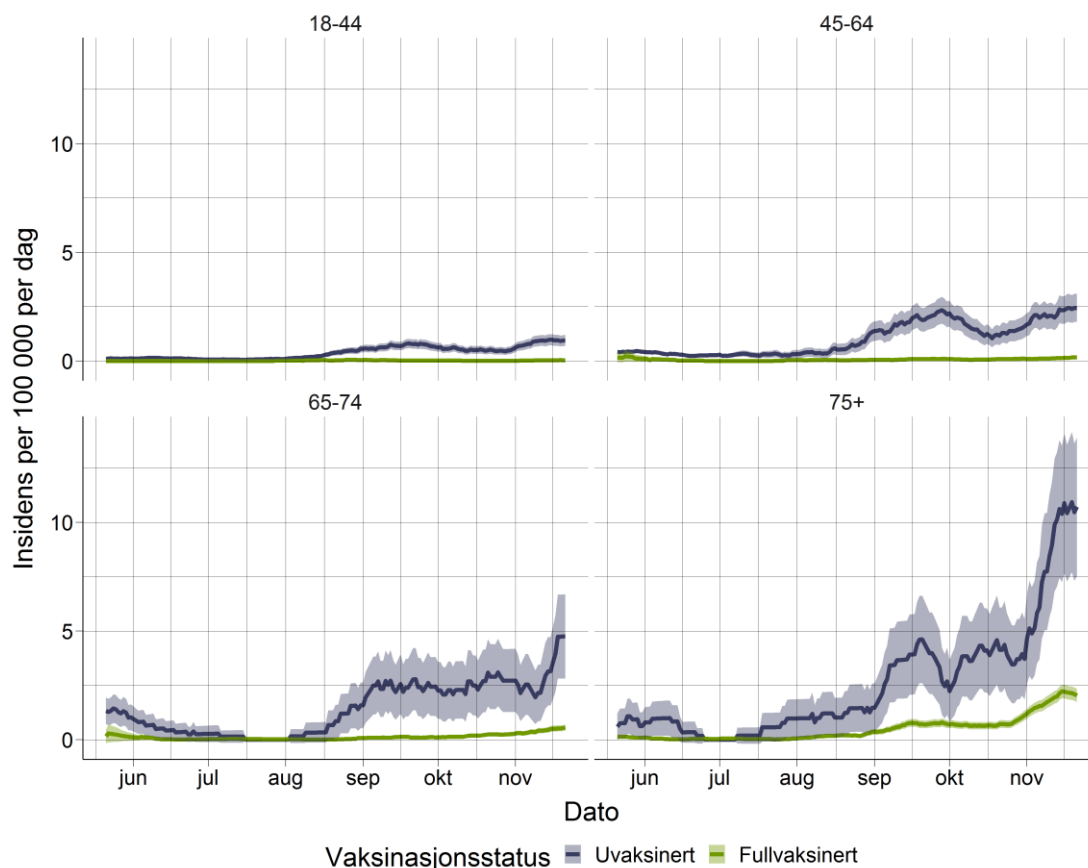 18-44
45-64
10
5
0
65-74
75+
10
5
0
jun jul aug sep okt nov
jun jul aug sep okt nov
Insidens per 100 000 per dag
Dato
Vaksinasjonsstatus Uvaksinert Fullvaksinert